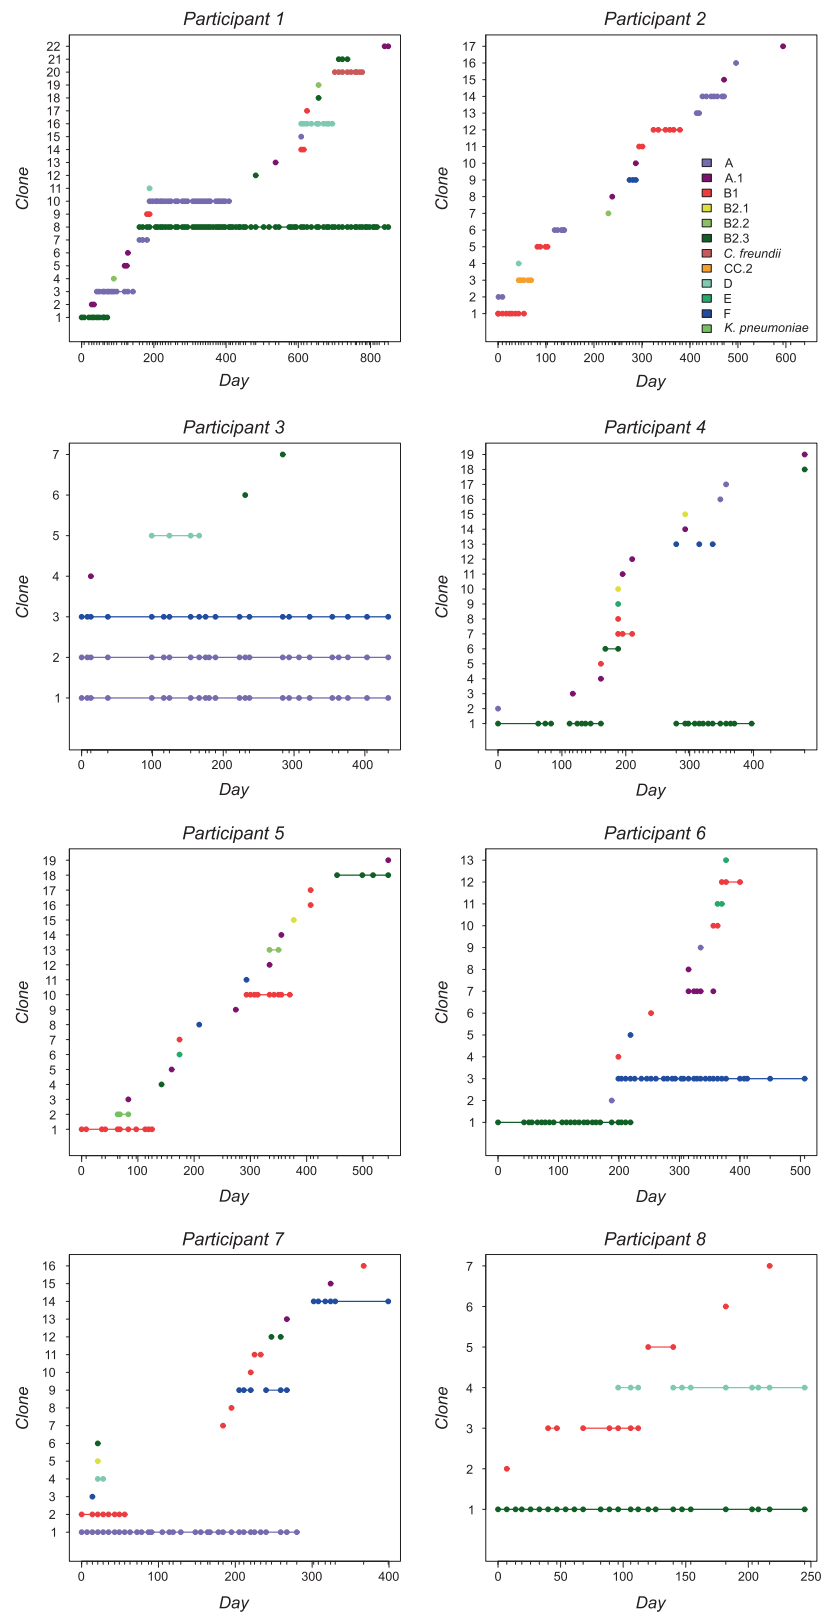 Participant 1
22
21
20
19
18
17
16
15
14
13
12
11
10
9
8
7
6
5
4
3
2
1
Clone
0 200 400 600 800
Day
Participant 2
17
16
15
14
13
12
11
10
9
8
7
6
5
4
3
2
1
Clone
A
A.1
B1
B2.1
B2.2
B2.3
C. freundii
CC.2
D
E
F
K. pneumoniae
0 100 200 300 400 500 600
Day
Participant 3
7
6
5
4
3
2
1
Clone
0 100 200 300 400
Day
Participant 4
19
18
17
16
15
14
13
12
11
10
9
8
7
6
5
4
3
2
1
Clone
0 100 200 300 400
Day
Participant 5
19
18
17
16
15
14
13
12
11
10
9
8
7
6
5
4
3
2
1
Clone
0 100 200 300 400 500
Day
Participant 6
13
12
11
10
9
8
7
6
5
4
3
2
1
Clone
0 100 200 300 400 500
Day
Participant 7
16
15
14
13
12
11
10
9
8
7
6
5
4
3
2
1
Clone
0 100 200 300 400
Day
Participant 8
7
6
5
4
3
2
1
Clone
0 50 100 150 200 250
Day